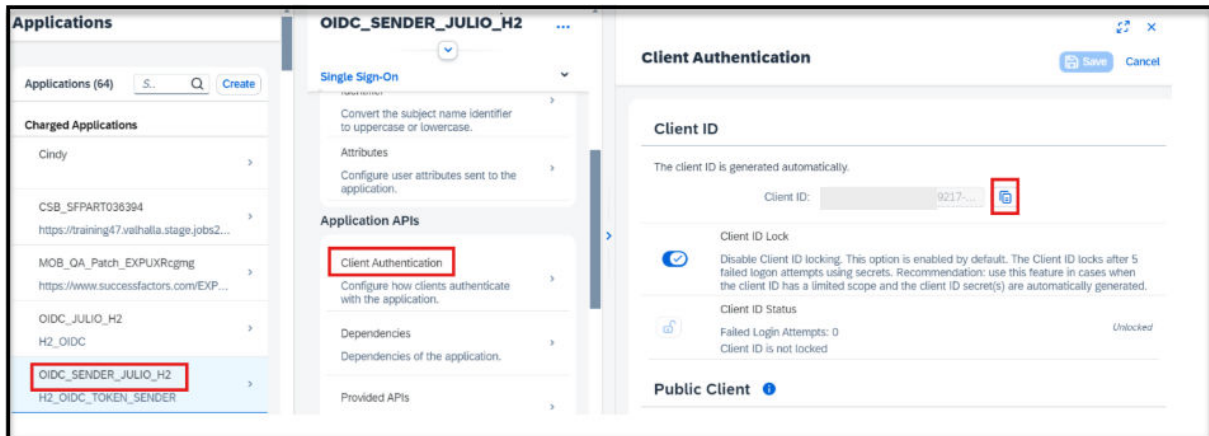 Applications
Applications (64)
S..
Create
Charged Applications
Cindy
CSB_SFPART036394
https://training47.valhalla.stage.jobs2...
MOB_QA_Patch_EXPUXRcgmg
https://www.successfactors.com/EXP...
OIDC_JULIO_H2
H2_OIDC
OIDC_SENDER_JULIO_H2
H2_OIDC_TOKEN_SENDER
OIDC_SENDER_JULIO_H2
...
Single Sign-On
Convert the subject name identifier
to uppercase or lowercase.
Attributes
Configure user attributes sent to the
application.
Application APIs
Client Authentication
Configure how clients authenticate
with the application.
Dependencies
Dependencies of the application.
Provided APIs
Client Authentication
Save
Cancel
Client ID
The client ID is generated automatically.
Client ID:
9217-...
Client ID Lock
Disable Client ID locking. This option is enabled by default. The Client ID locks after 5
failed logon attempts using secrets. Recommendation: use this feature in cases when
the client ID has a limited scope and the client ID secret(s) are automatically generated.
Client ID Status
Failed Login Attempts: 0
Unlocked
Client ID is not locked
Public Client